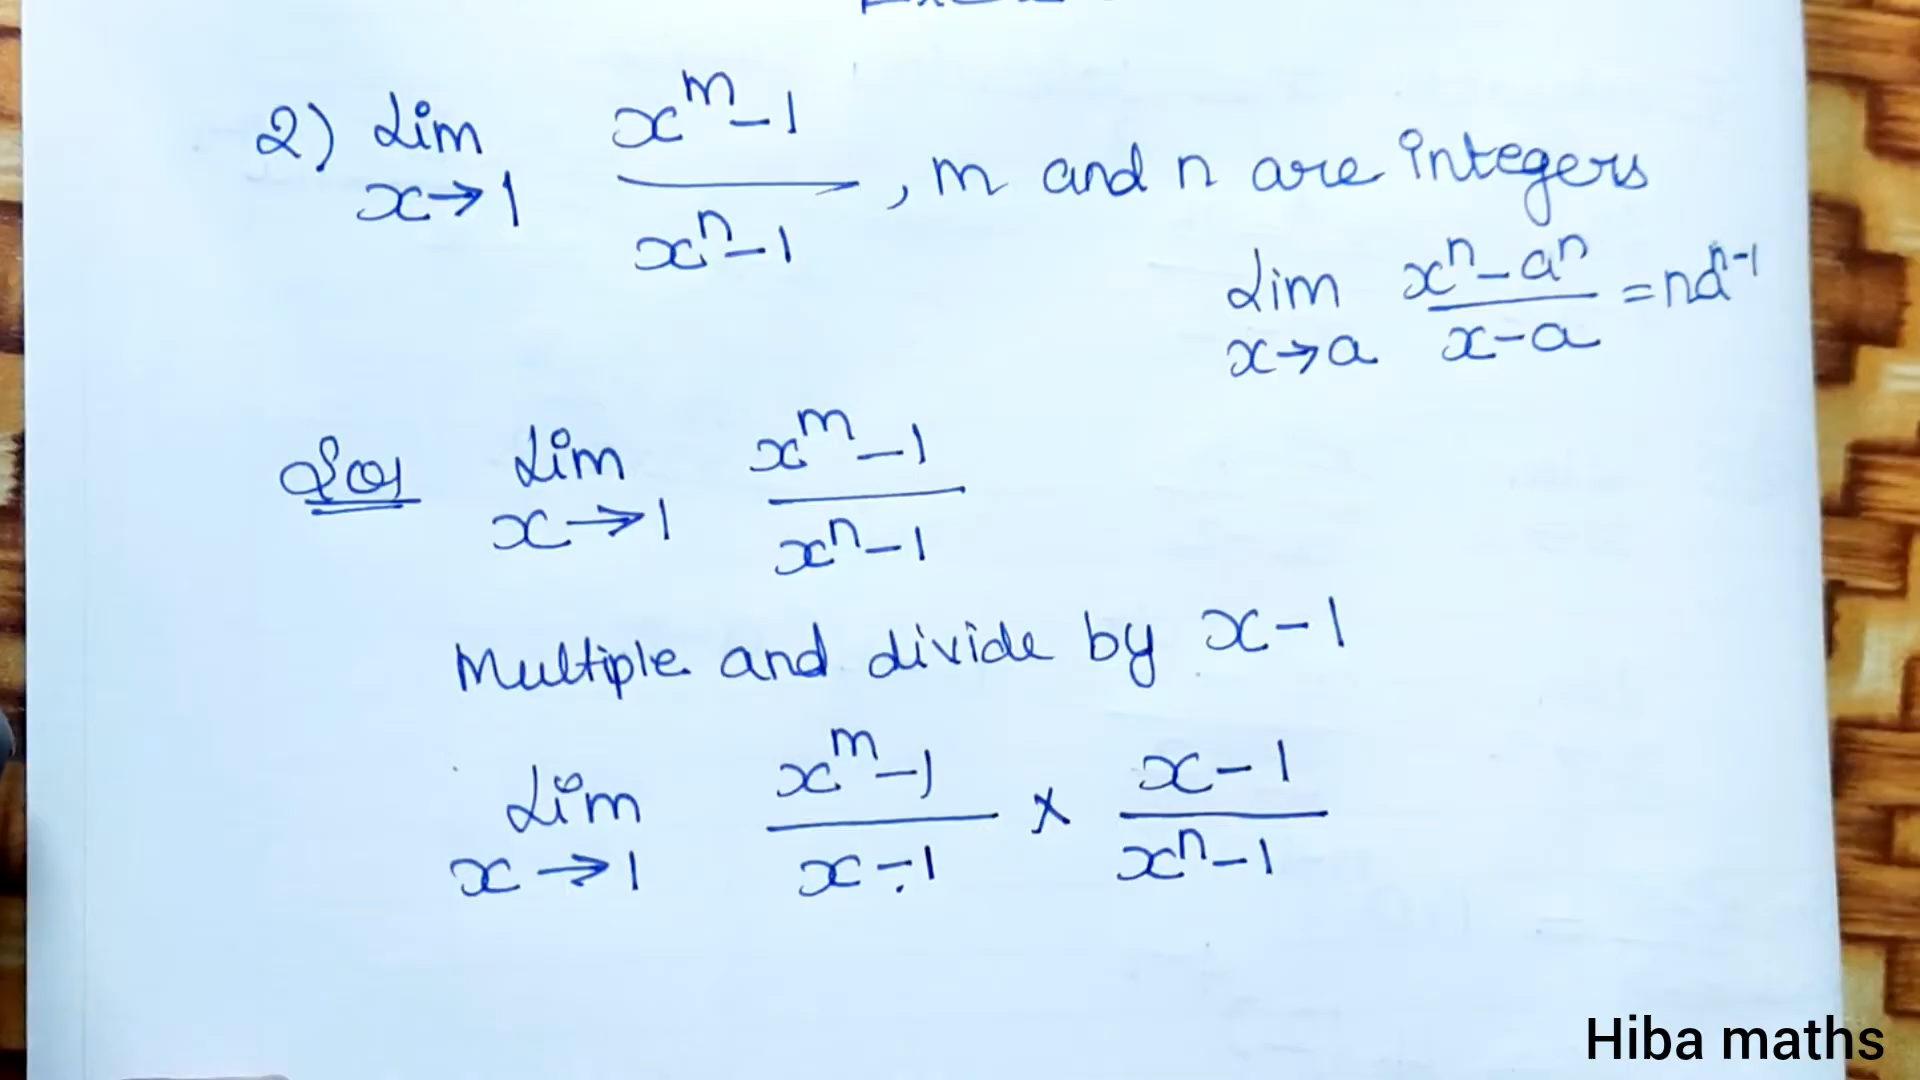 2) Lim x→1 x^m-1 / x^n-1 , m and n are integers
Lim x→a x^n-a^n / x-a = na^n-1
Sol Lim x→1 x^m-1 / x^n-1
Multiple and divide by x-1
Lim x→1 x^m-1 / x-1 × x-1 / x^n-1
Hiba maths